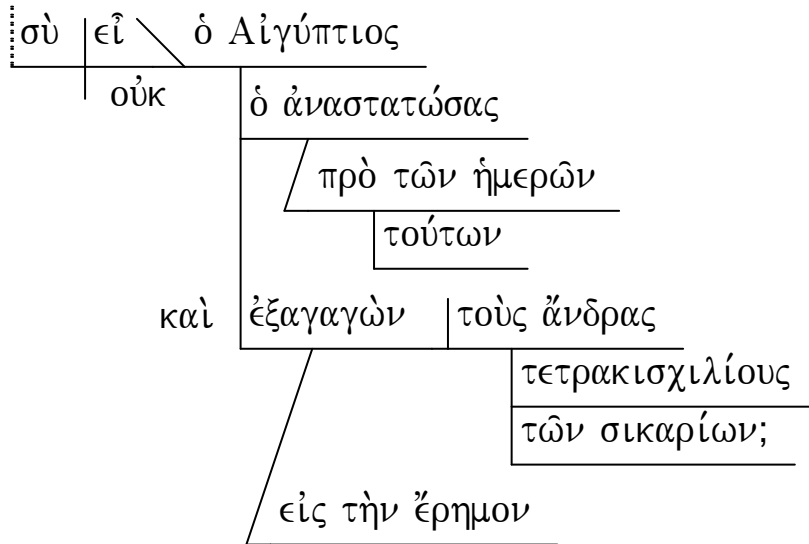 σὺ εἶ ὁ Αἰγύπτιος
οὐκ
ὁ ἀναστατώσας
πρὸ τῶν ἡμερῶν
τούτων
καὶ ἐξαγαγὼν τοὺς ἄνδρας
τετρακισχιλίους
τῶν σικαρίων;
εἰς τὴν ἔρημον